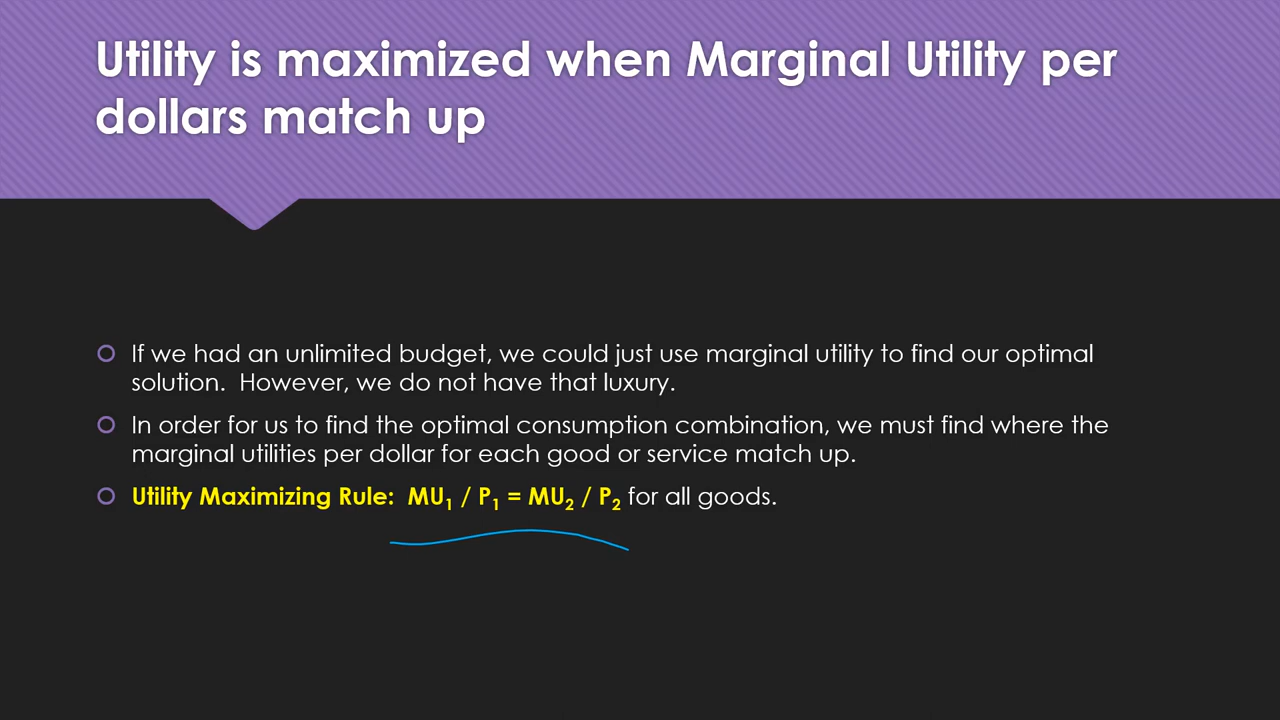 Utility is maximized when Marginal Utility per
dollars match up
If we had an unlimited budget, we could just use marginal utility to find our optimal
solution.  However, we do not have that luxury.
In order for us to find the optimal consumption combination, we must find where the
marginal utilities per dollar for each good or service match up.
Utility Maximizing Rule:  MU₁ / P₁ = MU₂ / P₂ for all goods.